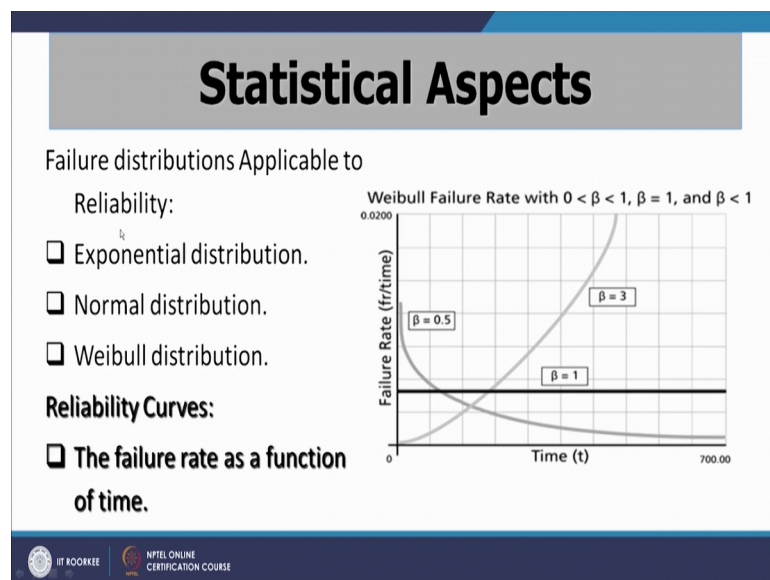 Statistical Aspects
Failure distributions Applicable to
Reliability:
Exponential distribution.
Normal distribution.
Weibull distribution.
Reliability Curves:
The failure rate as a function
of time.
Weibull Failure Rate with 0 < β < 1, β = 1, and β < 1
0.0200
Failure Rate (fr/time)
β = 0.5
β = 3
β = 1
0
Time (t)
700.00
IIT ROORKEE
NPTEL ONLINE
CERTIFICATION COURSE